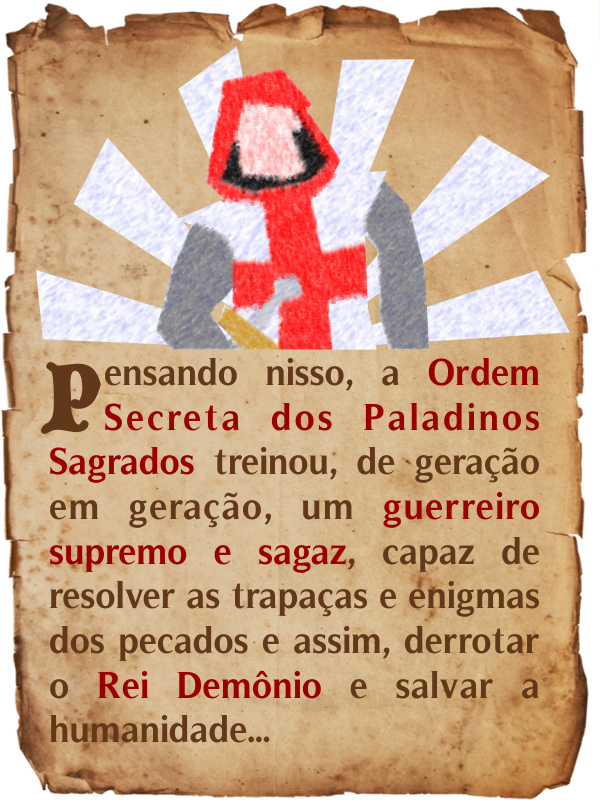 Pensando nisso, a Ordem
Secreta dos Paladinos
Sagrados treinou, de geração
em geração, um guerreiro
supremo e sagaz, capaz de
resolver as trapaças e enigmas
dos pecados e assim, derrotar
o Rei Demônio e salvar a
humanidade...